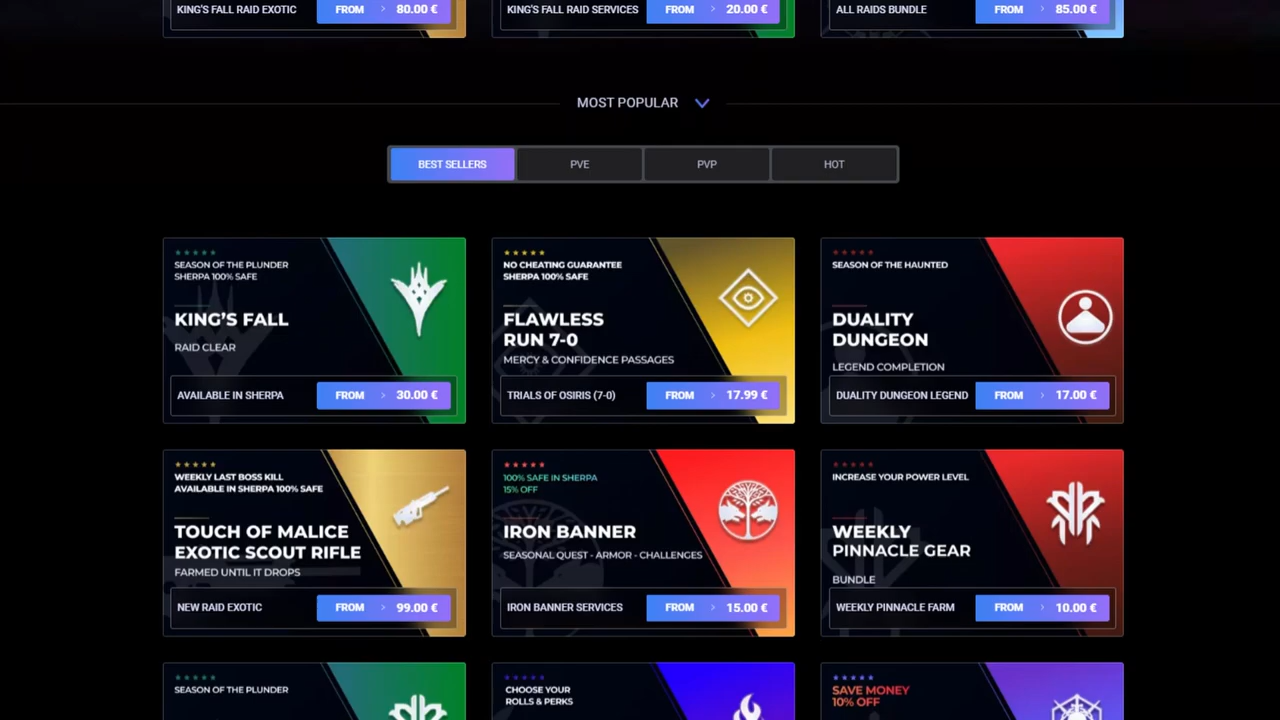 KING'S FALL RAID EXOTIC FROM > 80.00 €
KING'S FALL RAID SERVICES FROM > 20.00 €
ALL RAIDS BUNDLE FROM > 85.00 €
MOST POPULAR
BEST SELLERS PVE PVP HOT
SEASON OF THE PLUNDER
SHERPA 100% SAFE
KING'S FALL
RAID CLEAR
AVAILABLE IN SHERPA FROM > 30.00 €
NO CHEATING GUARANTEE
SHERPA 100% SAFE
FLAWLESS
RUN 7-0
MERCY & CONFIDENCE PASSAGES
TRIALS OF OSIRIS (7-0) FROM > 17.99 €
SEASON OF THE HAUNTED
DUALITY
DUNGEON
LEGEND COMPLETION
DUALITY DUNGEON LEGEND FROM > 17.00 €
WEEKLY LAST BOSS KILL
AVAILABLE IN SHERPA 100% SAFE
TOUCH OF MALICE
EXOTIC SCOUT RIFLE
FARMED UNTIL IT DROPS
NEW RAID EXOTIC FROM > 99.00 €
100% SAFE IN SHERPA
15% OFF
IRON BANNER
SEASONAL QUEST - ARMOR - CHALLENGES
IRON BANNER SERVICES FROM > 15.00 €
INCREASE YOUR POWER LEVEL
WEEKLY
PINNACLE GEAR
BUNDLE
WEEKLY PINNACLE FARM FROM > 10.00 €
SEASON OF THE PLUNDER
CHOOSE YOUR
ROLLS & PERKS
SAVE MONEY
10% OFF